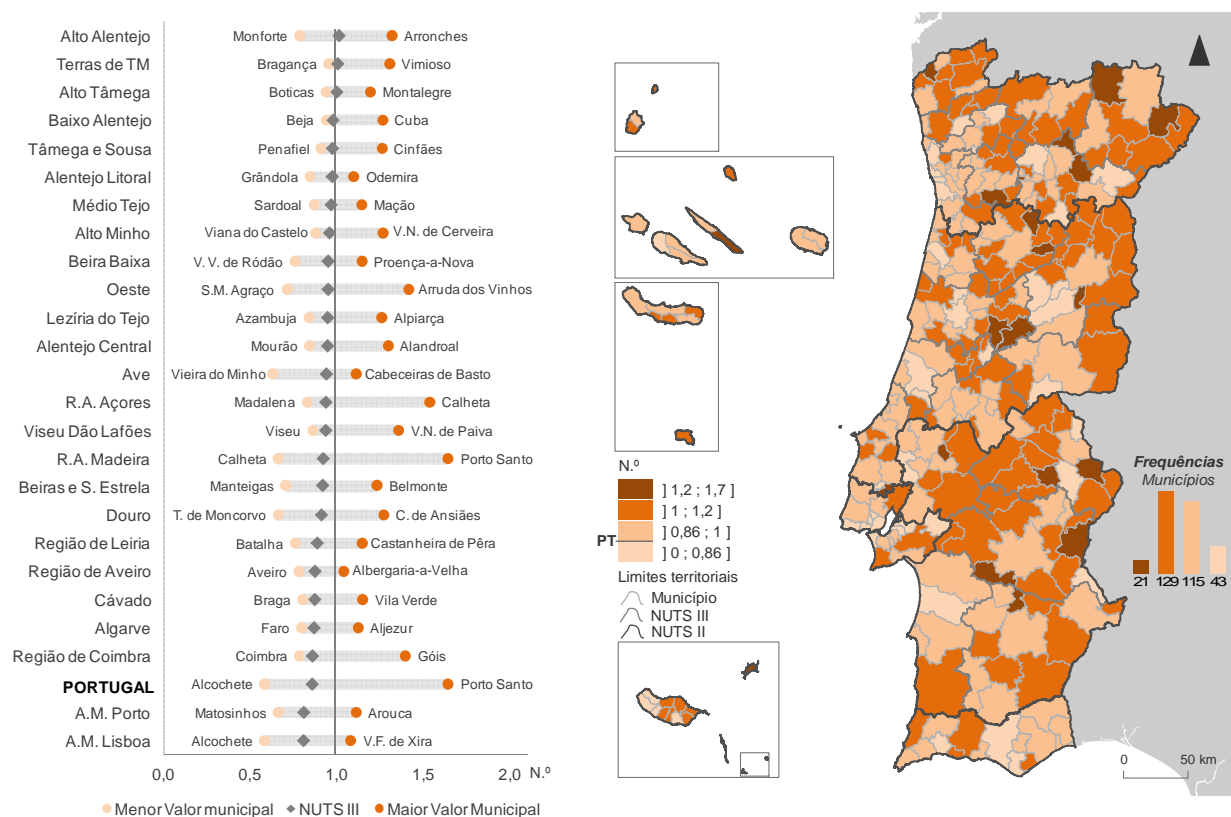 Alto Alentejo Monforte Arronches
Terras de TM Bragança Vimioso
Alto Tâmega Boticas Montalegre
Baixo Alentejo Beja Cuba
Tâmega e Sousa Penafiel Cinfães
Alentejo Litoral Grândola Odemira
Médio Tejo Sardoal Mação
Alto Minho Viana do Castelo V.N. de Cerveira
Beira Baixa V. V. de Ródão Proença-a-Nova
Oeste S.M. Agraço Arruda dos Vinhos
Lezíria do Tejo Azambuja Alpiarça
Alentejo Central Mourão Alandroal
Ave Vieira do Minho Cabeceiras de Basto
R.A. Açores Madalena Calheta
Viseu Dão Lafões Viseu V.N. de Paiva
R.A. Madeira Calheta Porto Santo
Beiras e S. Estrela Manteigas Belmonte
Douro T. de Moncorvo C. de Ansiães
Região de Leiria Batalha Castanheira de Pêra
Região de Aveiro Aveiro Albergaria-a-Velha
Cávado Braga Vila Verde
Algarve Faro Aljezur
Região de Coimbra Coimbra Góis
PORTUGAL Alcochete Porto Santo
A.M. Porto Matosinhos Arouca
A.M. Lisboa Alcochete V.F. de Xira
0,0 0,5 1,0 1,5 2,0 N.º
Menor Valor municipal NUTS III Maior Valor Municipal
N.º
] 1,2 ; 1,7 ]
] 1 ; 1,2 ]
] 0,86 ; 1 ]
PT
] 0 ; 0,86 ]
Limites territoriais
Município
NUTS III
NUTS II
Frequências
Municípios
21 129 115 43
0 50 km